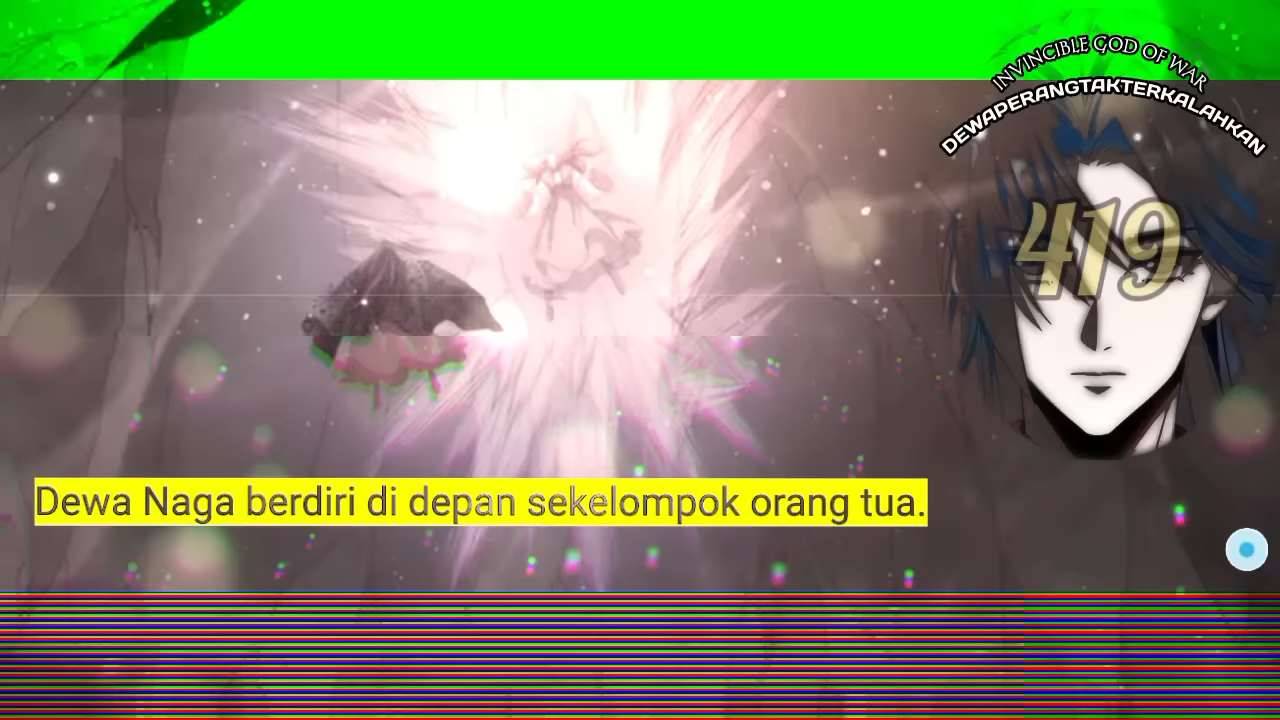 INVINCIBLE GOD OF WAR
DEWAPERANGTAKTERKALAHKAN
419
Dewa Naga berdiri di depan sekelompok orang tua.